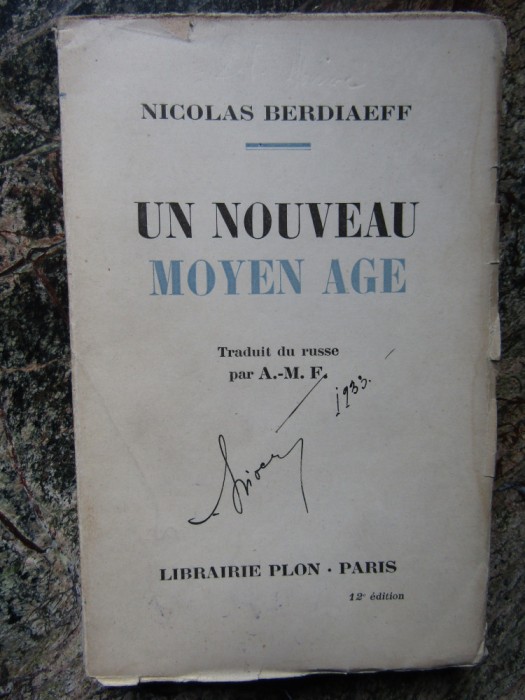 NICOLAS BERDIAEFF
UN NOUVEAU
MOYEN AGE
Traduit du russe
par A.-M. F.
1933.
LIBRAIRIE PLON • PARIS
12ᵉ édition